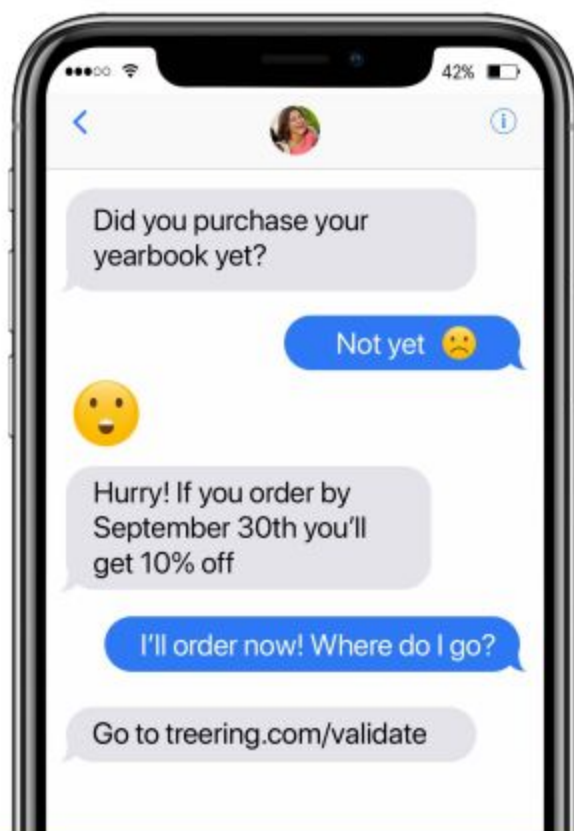 42%
Did you purchase your
yearbook yet?
Not yet 🙁
😮
Hurry! If you order by
September 30th you’ll
get 10% off
I’ll order now! Where do I go?
Go to treering.com/validate